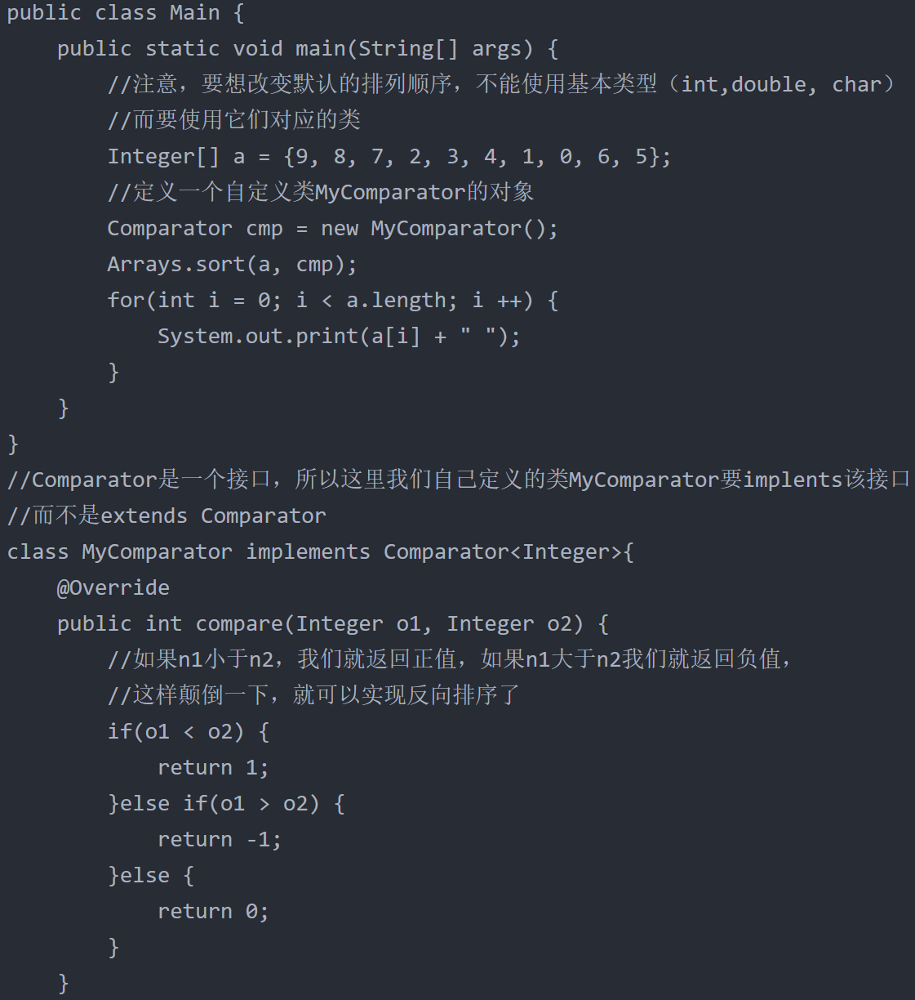 public class Main {
    public static void main(String[] args) {
        //注意，要想改变默认的排列顺序，不能使用基本类型（int,double, char）
        //而要使用它们对应的类
        Integer[] a = {9, 8, 7, 2, 3, 4, 1, 0, 6, 5};
        //定义一个自定义类MyComparator的对象
        Comparator cmp = new MyComparator();
        Arrays.sort(a, cmp);
        for(int i = 0; i < a.length; i ++) {
            System.out.print(a[i] + " ");
        }
    }
}
//Comparator是一个接口，所以这里我们自己定义的类MyComparator要implents该接口
//而不是extends Comparator
class MyComparator implements Comparator<Integer>{
    @Override
    public int compare(Integer o1, Integer o2) {
        //如果n1小于n2，我们就返回正值，如果n1大于n2我们就返回负值，
        //这样颠倒一下，就可以实现反向排序了
        if(o1 < o2) {
            return 1;
        }else if(o1 > o2) {
            return -1;
        }else {
            return 0;
        }
    }